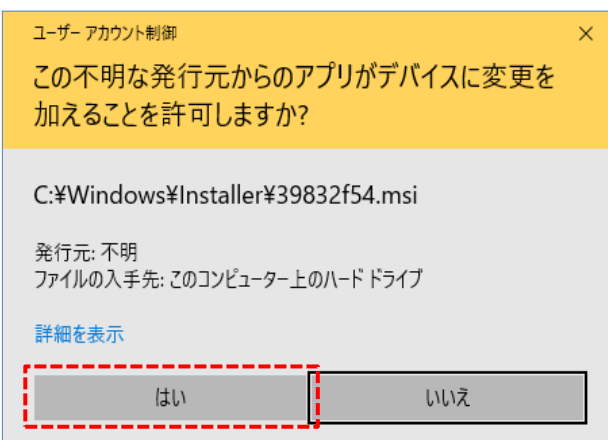 ユーザー アカウント制御
この不明な発行元からのアプリがデバイスに変更を
加えることを許可しますか?
C:¥Windows¥Installer¥39832f54.msi
発行元: 不明
ファイルの入手先: このコンピューター上のハード ドライブ
詳細を表示
はい
いいえ